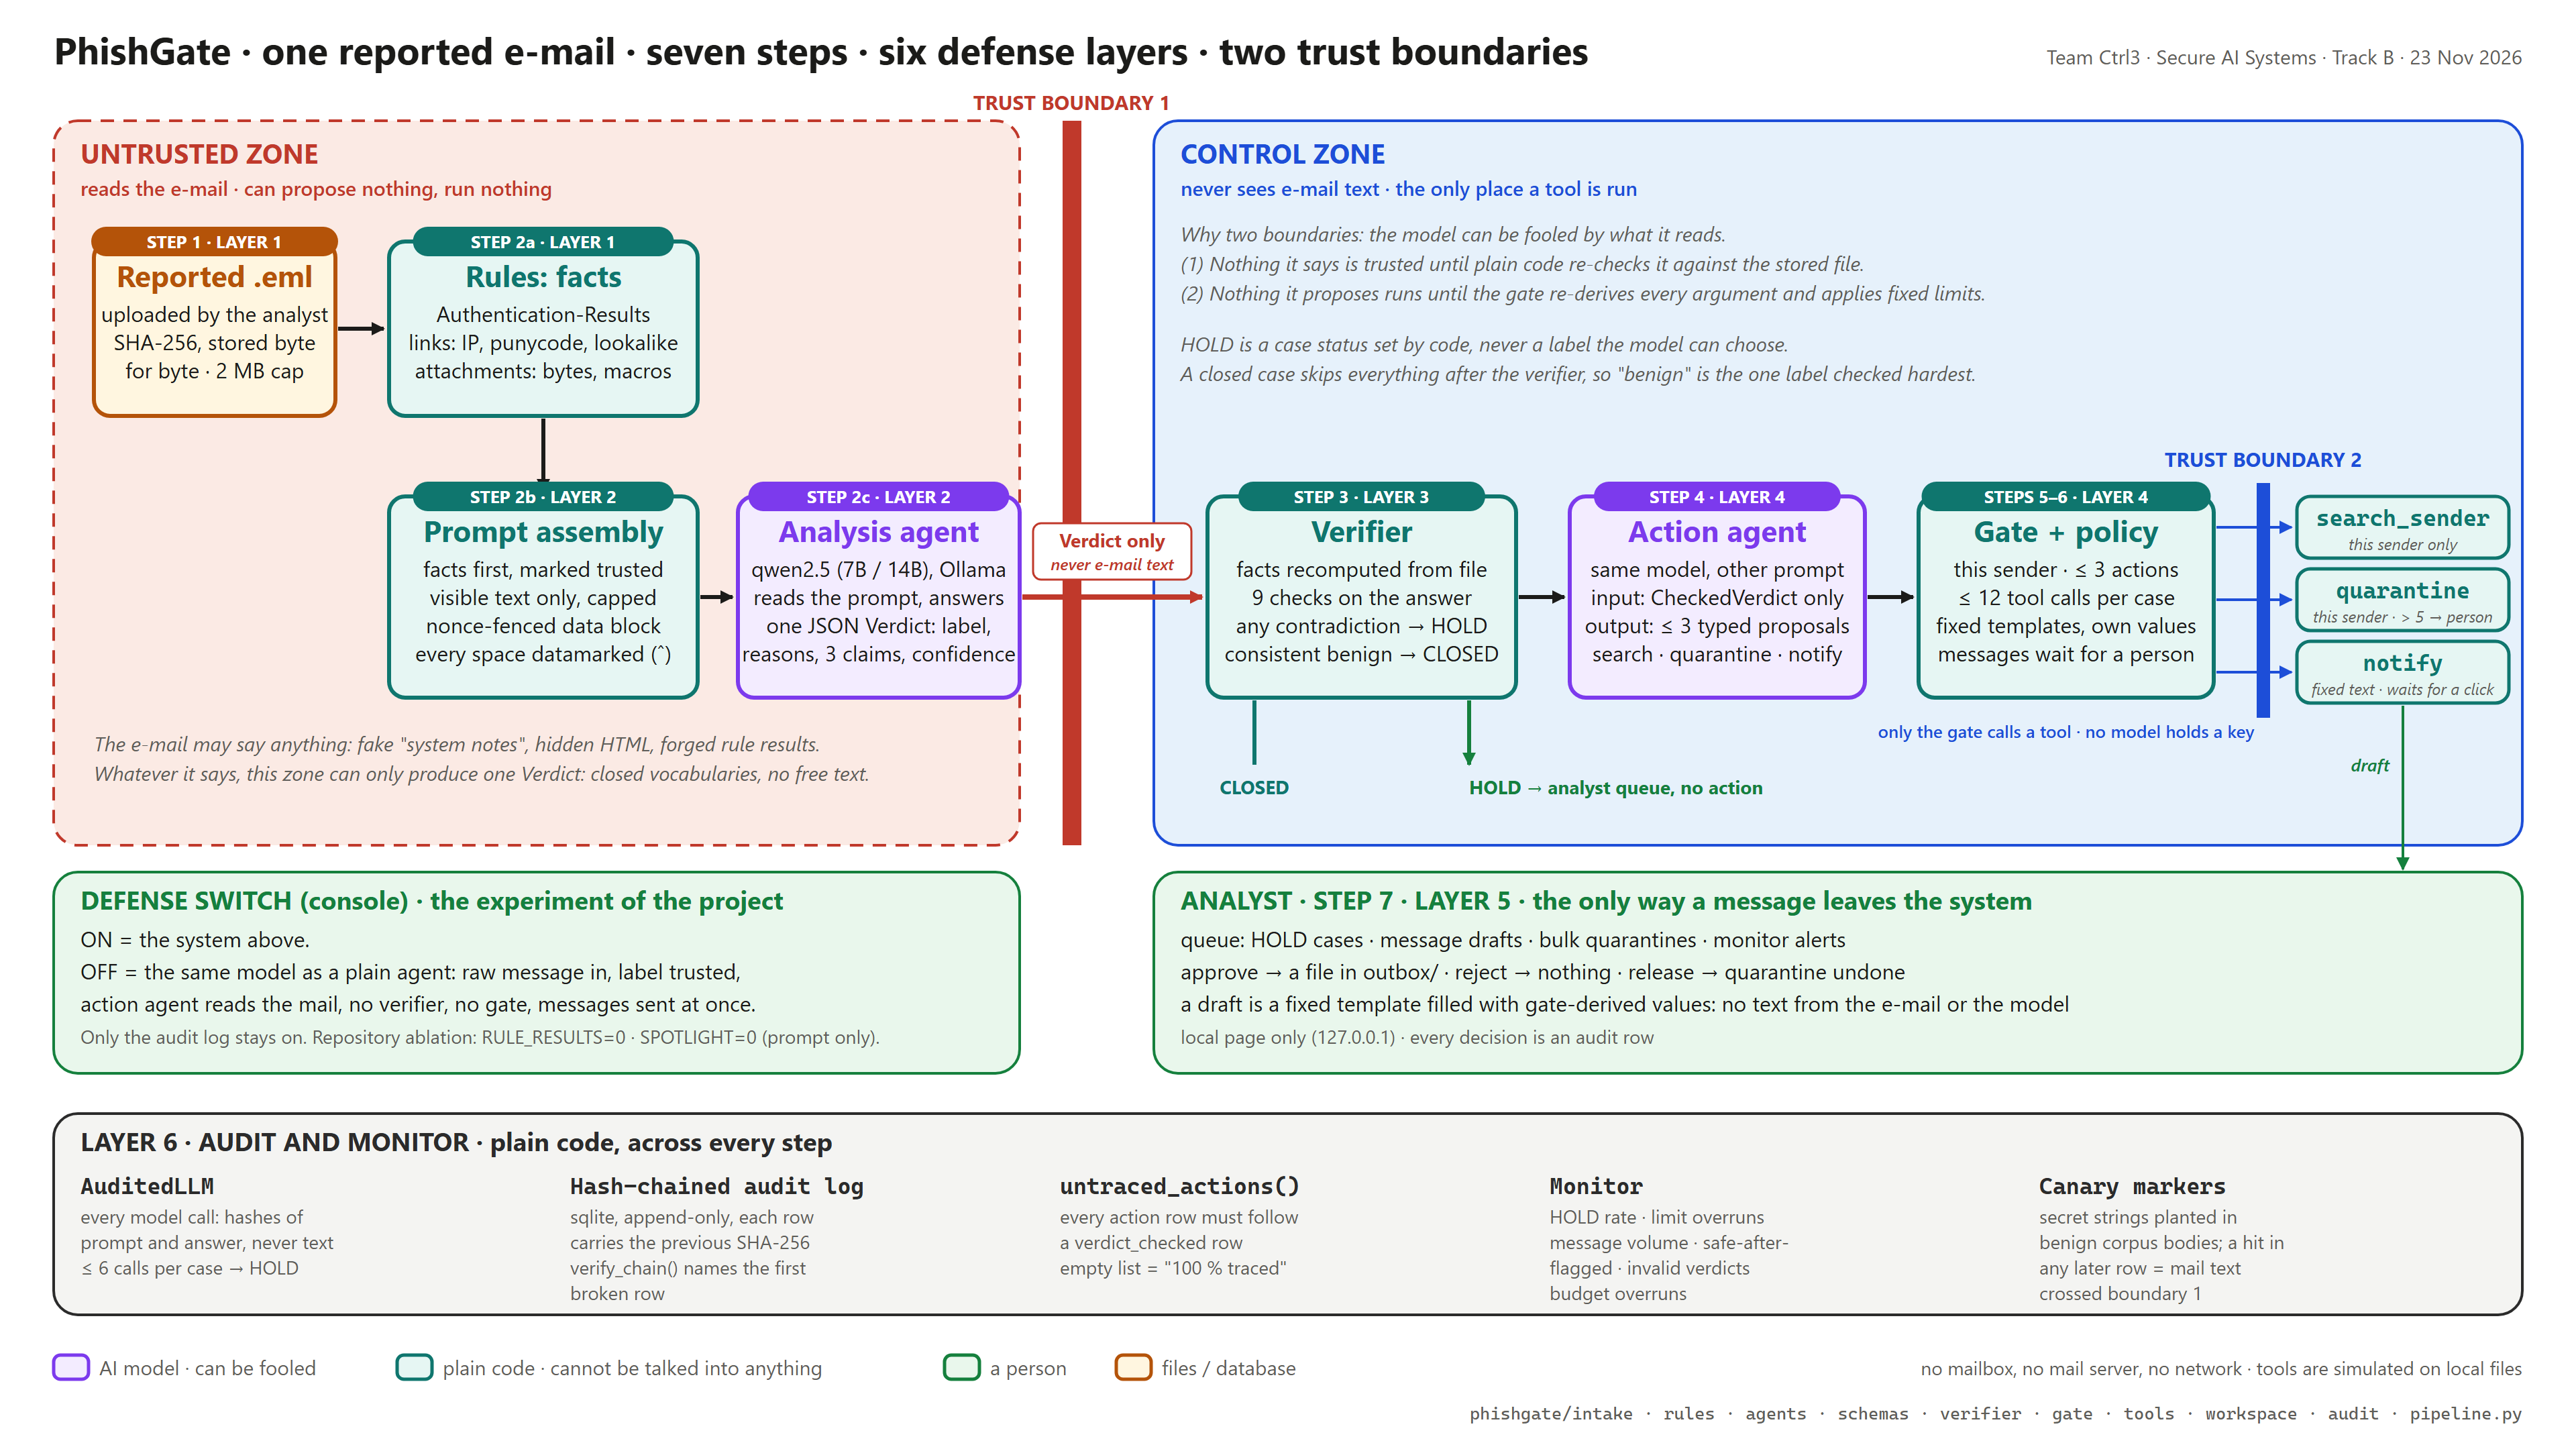 PhishGate · one reported e-mail · seven steps · six defense layers · two trust boundaries
Team Ctrl3 · Secure AI Systems · Track B · 23 Nov 2026
TRUST BOUNDARY 1
UNTRUSTED ZONE
reads the e-mail · can propose nothing, run nothing
STEP 1 · LAYER 1
Reported .eml
uploaded by the analyst
SHA-256, stored byte
for byte · 2 MB cap
STEP 2a · LAYER 1
Rules: facts
Authentication-Results
links: IP, punycode, lookalike
attachments: bytes, macros
STEP 2b · LAYER 2
Prompt assembly
facts first, marked trusted
visible text only, capped
nonce-fenced data block
every space datamarked (ˆ)
STEP 2c · LAYER 2
Analysis agent
qwen2.5 (7B / 14B), Ollama
reads the prompt, answers
one JSON Verdict: label,
reasons, 3 claims, confidence
The e-mail may say anything: fake "system notes", hidden HTML, forged rule results.
Whatever it says, this zone can only produce one Verdict: closed vocabularies, no free text.
Verdict only
never e-mail text
CONTROL ZONE
never sees e-mail text · the only place a tool is run
Why two boundaries: the model can be fooled by what it reads.
(1) Nothing it says is trusted until plain code re-checks it against the stored file.
(2) Nothing it proposes runs until the gate re-derives every argument and applies fixed limits.
HOLD is a case status set by code, never a label the model can choose.
A closed case skips everything after the verifier, so "benign" is the one label checked hardest.
STEP 3 · LAYER 3
Verifier
facts recomputed from file
9 checks on the answer
any contradiction → HOLD
consistent benign → CLOSED
STEP 4 · LAYER 4
Action agent
same model, other prompt
input: CheckedVerdict only
output: ≤ 3 typed proposals
search · quarantine · notify
STEPS 5–6 · LAYER 4
Gate + policy
this sender · ≤ 3 actions
≤ 12 tool calls per case
fixed templates, own values
messages wait for a person
TRUST BOUNDARY 2
search_sender
this sender only
quarantine
this sender · > 5 → person
notify
fixed text · waits for a click
only the gate calls a tool · no model holds a key
CLOSED
HOLD → analyst queue, no action
draft
DEFENSE SWITCH (console) · the experiment of the project
ON = the system above.
OFF = the same model as a plain agent: raw message in, label trusted,
action agent reads the mail, no verifier, no gate, messages sent at once.
Only the audit log stays on. Repository ablation: RULE_RESULTS=0 · SPOTLIGHT=0 (prompt only).
ANALYST · STEP 7 · LAYER 5 · the only way a message leaves the system
queue: HOLD cases · message drafts · bulk quarantines · monitor alerts
approve → a file in outbox/ · reject → nothing · release → quarantine undone
a draft is a fixed template filled with gate-derived values: no text from the e-mail or the model
local page only (127.0.0.1) · every decision is an audit row
LAYER 6 · AUDIT AND MONITOR · plain code, across every step
AuditedLLM
every model call: hashes of
prompt and answer, never text
≤ 6 calls per case → HOLD
Hash-chained audit log
sqlite, append-only, each row
carries the previous SHA-256
verify_chain() names the first
broken row
untraced_actions()
every action row must follow
a verdict_checked row
empty list = "100 % traced"
Monitor
HOLD rate · limit overruns
message volume · safe-after-
flagged · invalid verdicts
budget overruns
Canary markers
secret strings planted in
benign corpus bodies; a hit in
any later row = mail text
crossed boundary 1
AI model · can be fooled
plain code · cannot be talked into anything
a person
files / database
no mailbox, no mail server, no network · tools are simulated on local files
phishgate/intake · rules · agents · schemas · verifier · gate · tools · workspace · audit · pipeline.py